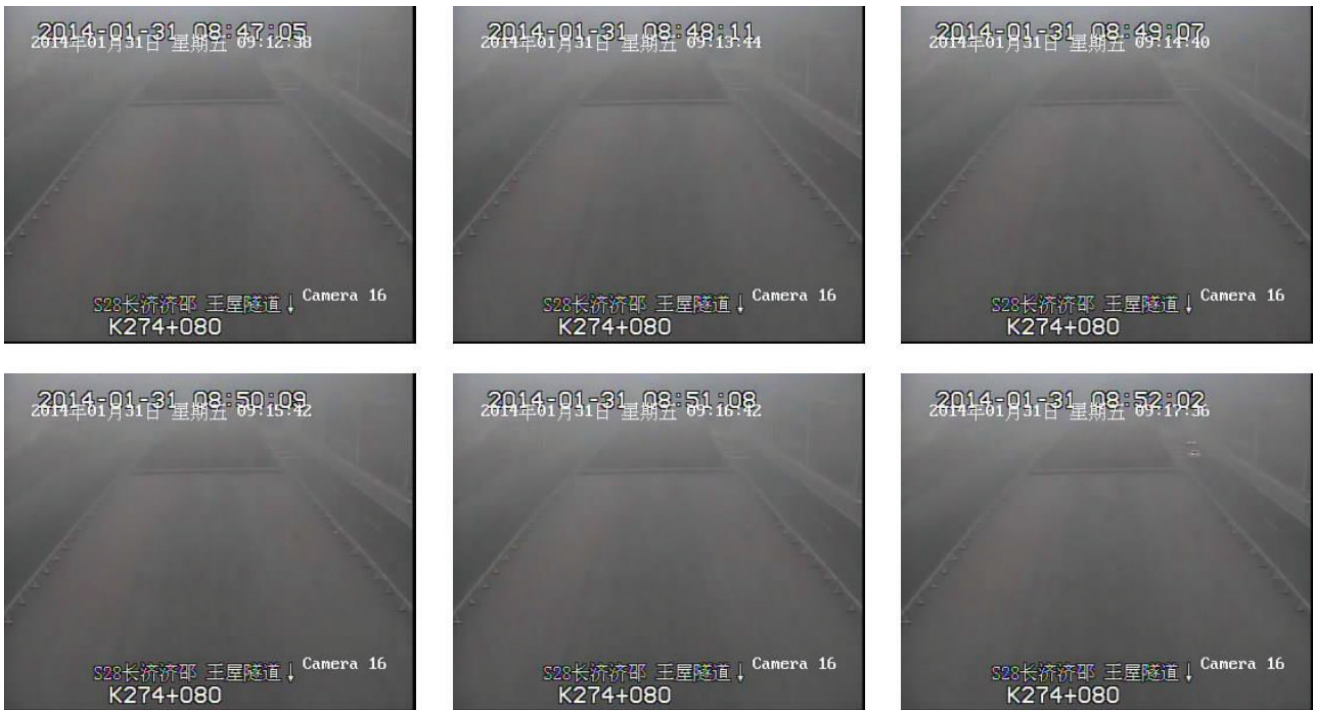 2014-01-31 08:47:05
2014年01月31日 星期五 09:12:38
S28长济济邵 王屋隧道↓ Camera 16
K274+080
2014-01-31 08:48:11
2014年01月31日 星期五 09:13:44
S28长济济邵 王屋隧道↓ Camera 16
K274+080
2014-01-31 08:49:07
2014年01月31日 星期五 09:14:40
S28长济济邵 王屋隧道↓ Camera 16
K274+080
2014-01-31 08:50:09
2014年01月31日 星期五 09:15:42
S28长济济邵 王屋隧道↓ Camera 16
K274+080
2014-01-31 08:51:08
2014年01月31日 星期五 09:16:42
S28长济济邵 王屋隧道↓ Camera 16
K274+080
2014-01-31 08:52:02
2014年01月31日 星期五 09:17:36
S28长济济邵 王屋隧道↓ Camera 16
K274+080